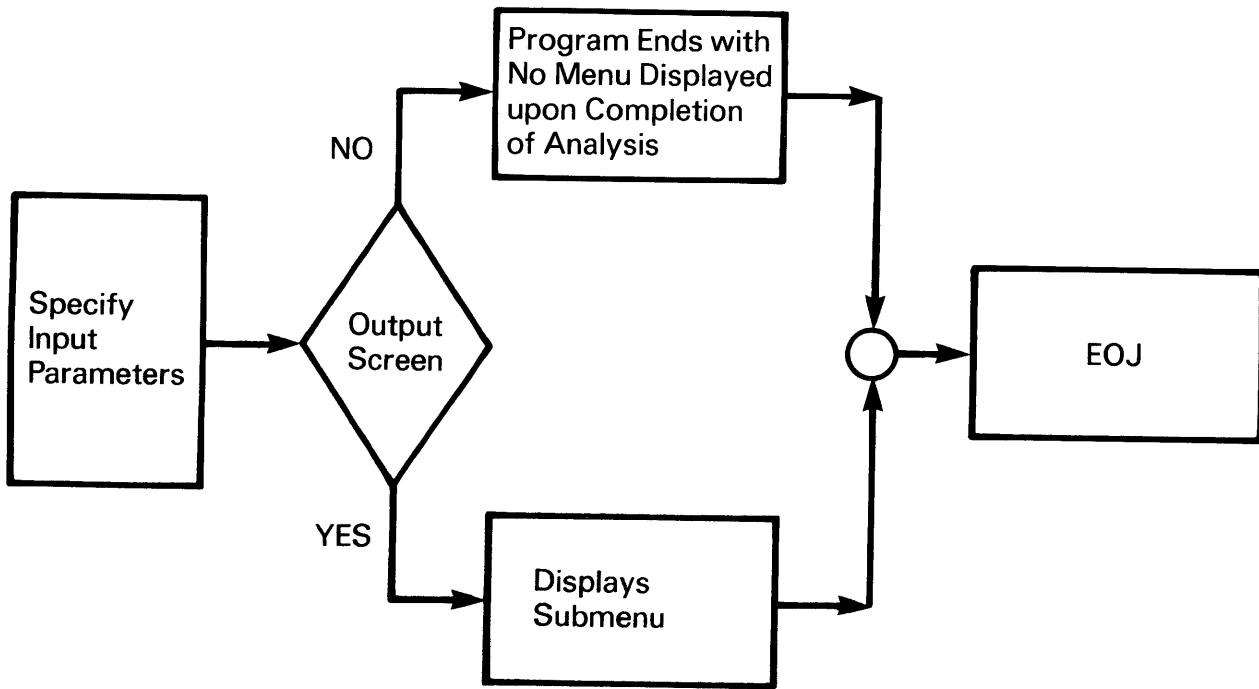 Program Ends with
No Menu Displayed
upon Completion
of Analysis
NO
Specify
Input
Parameters
Output
Screen
EOJ
YES
Displays
Submenu